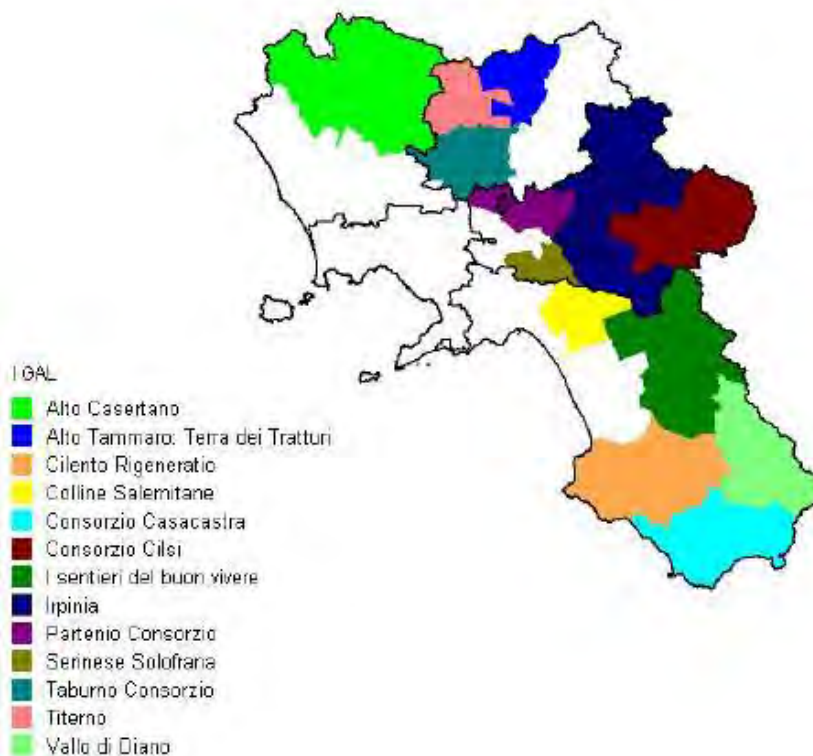 I GAL
Alto Casertano
Alto Tammaro: Terra dei Tratturi
Cilento Rigeneratio
Colline Salernitane
Consorzio Casacastra
Consorzio Cilsi
I sentieri del buon vivere
Irpinia
Partenio Consorzio
Serinese Solofrana
Taburno Consorzio
Titerno
Vallo di Diano